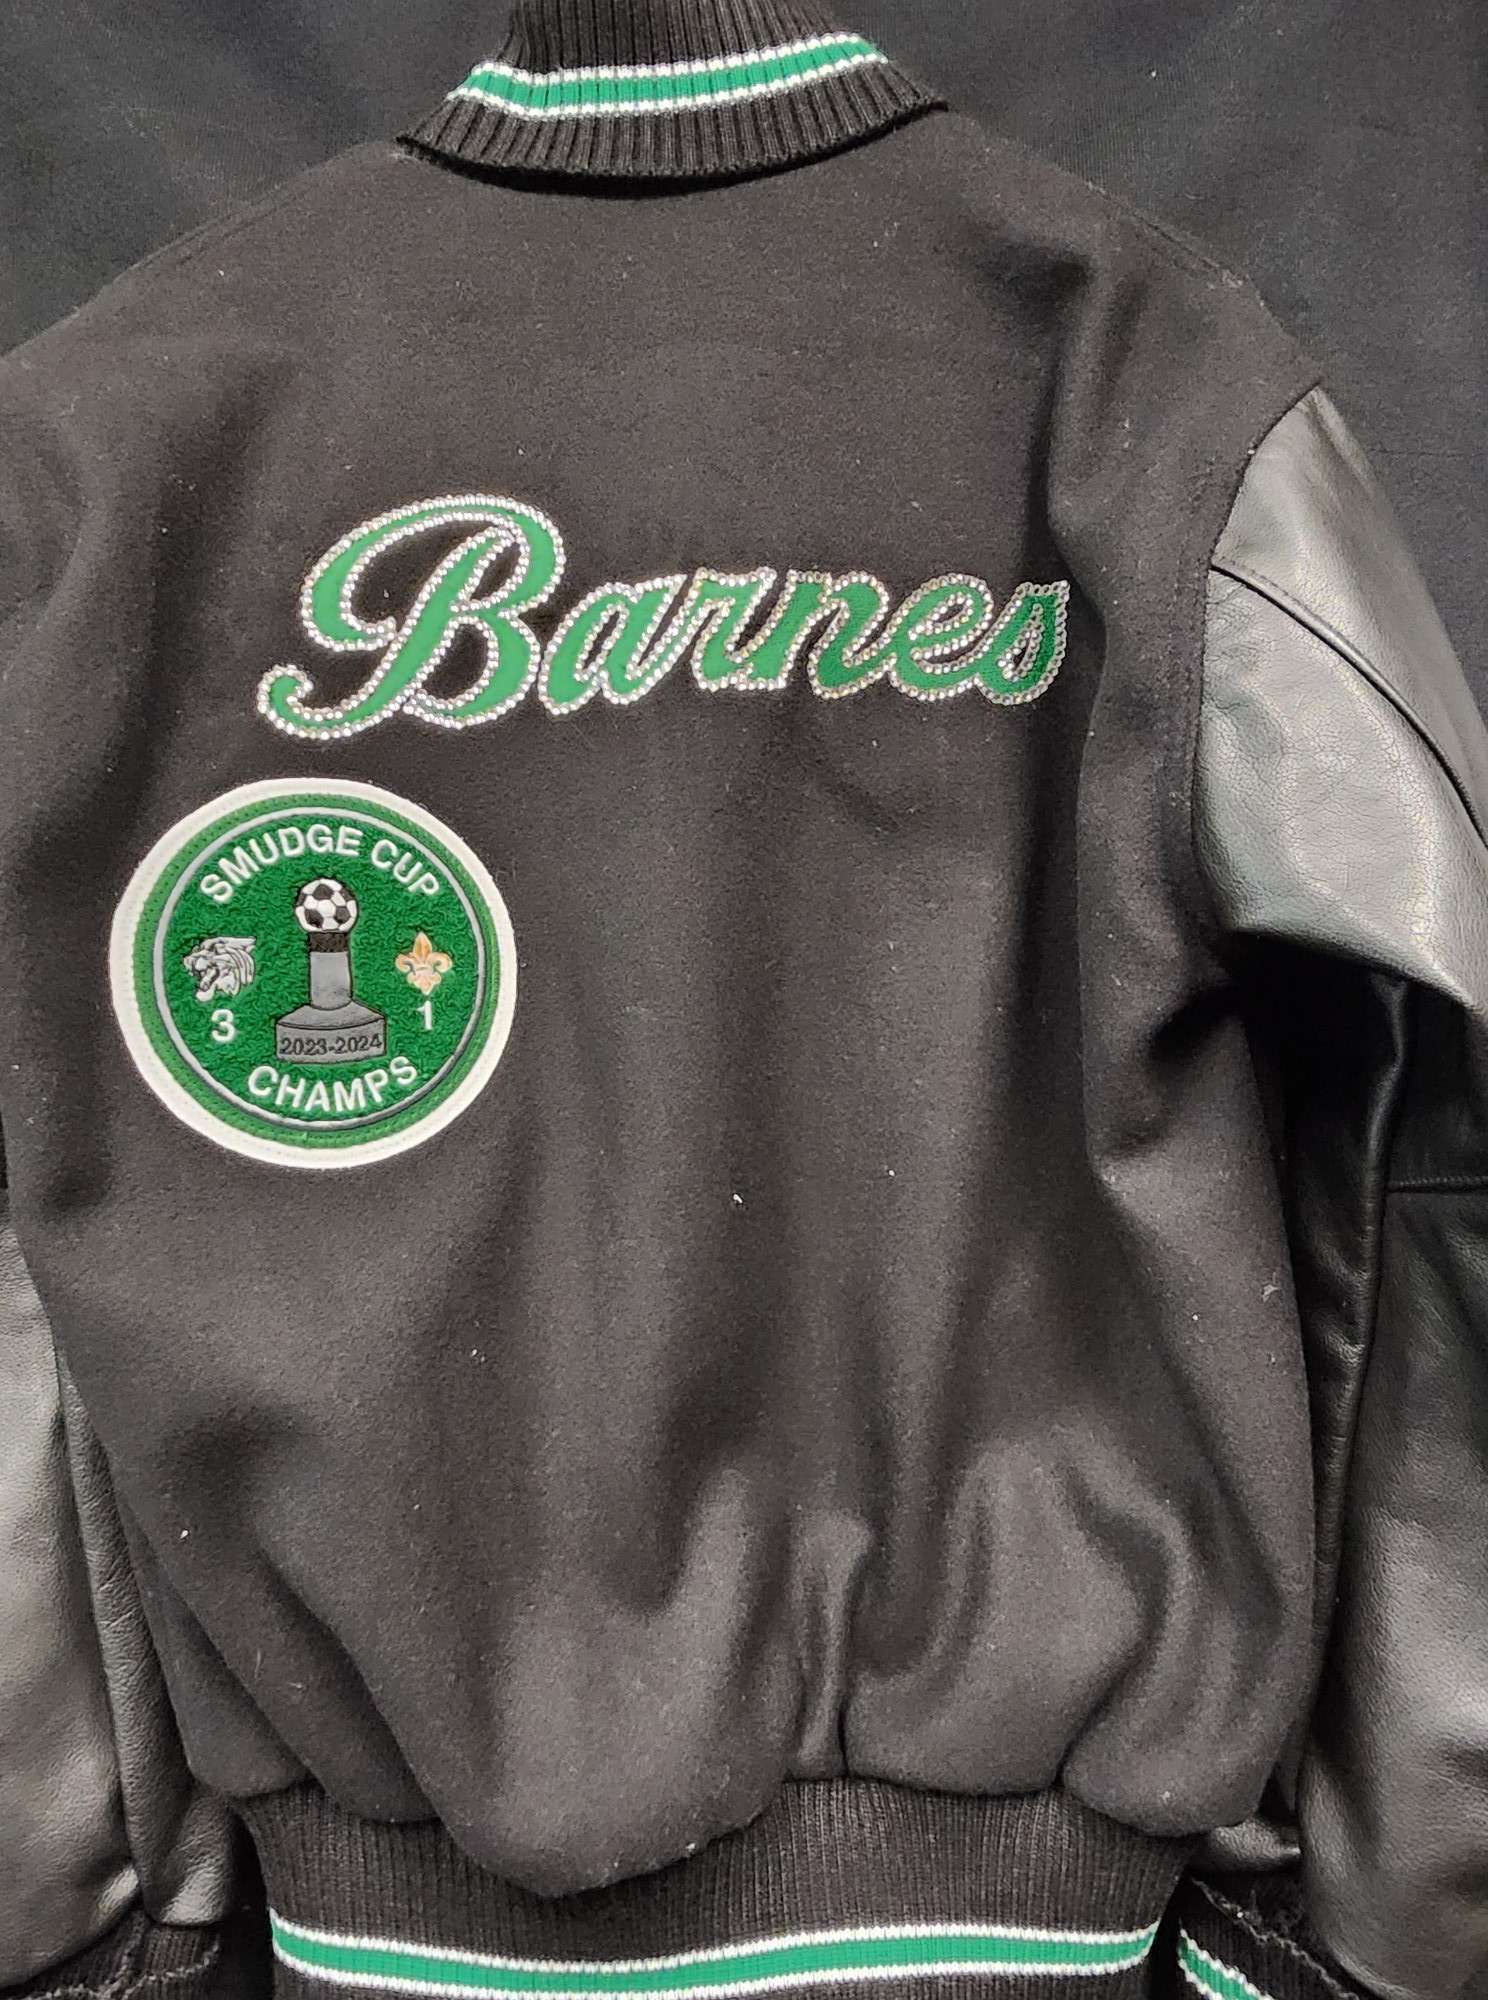 Barnes
SMUDGE CUP
3
1
2023-2024
CHAMPS